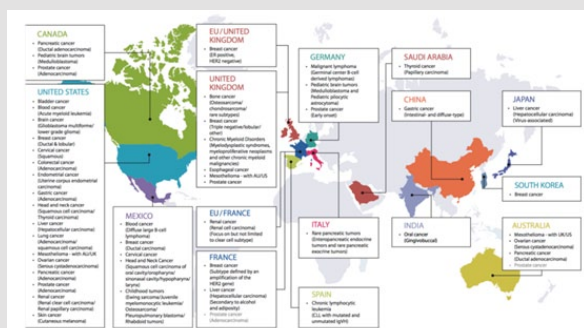 CANADA
• Pancreatic cancer
(Ductal adenocarcinoma)
• Pediatric brain tumors
(Medulloblastoma)
• Prostate cancer
(Adenocarcinoma)
UNITED STATES
• Bladder cancer
• Blood cancer
(Acute myeloid leukemia)
• Brain cancer
(Glioblastoma multiforme/
lower grade glioma)
• Breast cancer
(Ductal & lobular)
• Cervical cancer
(Squamous)
• Colorectal cancer
(Adenocarcinoma)
• Endometrial cancer
(Uterine corpus endometrial
carcinoma)
• Gastric cancer
(Adenocarcinoma)
• Head and neck cancer
(Squamous cell carcinoma/
Thyroid carcinoma)
• Liver cancer
(Hepatocellular carcinoma)
• Lung cancer
(Adenocarcinoma/
squamous cell carcinoma)
• Mesothelioma - with AU/UK
• Ovarian cancer
(Serous cystadenocarcinoma)
• Pancreatic cancer
(Adenocarcinoma)
• Prostate cancer
(Adenocarcinoma)
• Renal cancer
(Renal clear cell carcinoma/
Renal papillary carcinoma)
• Skin cancer
(Cutaneous melanoma)
MEXICO
• Blood cancer
(Diffuse large B-cell
lymphoma)
• Breast cancer
(Ductal carcinoma)
• Cervical cancer
• Head and Neck Cancer
(Squamous cell carcinoma of
oral cavity/oropharynx/
sinonasal cavity/hypopharynx/
larynx)
• Childhood tumors
(Ewing sarcoma/Juvenile
myelomonocytic leukemia/
Osteosarcoma/
Pleuropulmonary blastoma/
Rhabdoid tumors)
EU / UNITED
KINGDOM
• Breast cancer
(ER positive,
HER2 negative)
UNITED
KINGDOM
• Bone cancer
(Osteosarcoma/
chondrosarcoma/
rare subtypes)
• Breast cancer
(Triple negative/lobular/
other)
• Chronic Myeloid Disorders
(Myelodysplastic syndromes,
myeloproliferative neoplasms
and other chronic myeloid
malignancies)
• Esophageal cancer
• Mesothelioma - with AU/US
• Prostate cancer
EU / FRANCE
• Renal cancer
(Renal cell carcinoma)
(Focus on but not limited
to clear cell subtype)
FRANCE
• Breast cancer
(Subtype defined by an
amplification of the
HER2 gene)
• Liver cancer
(Hepatocellular carcinoma)
(Secondary to alcohol
and adiposity)
• Prostate cancer
(Adenocarcinoma)
GERMANY
• Malignant lymphoma
(Germinal center B-cell
derived lymphomas)
• Pediatric brain tumors
(Medulloblastoma and
Pediatric pilocytic
astrocytoma)
• Prostate cancer
(Early onset)
ITALY
• Rare pancreatic tumors
(Enteropancreatic endocrine
tumors and rare pancreatic
exocrine tumors)
SPAIN
• Chronic lymphocytic
leukemia
(CLL with mutated and
unmutated IgVH)
SAUDI ARABIA
• Thyroid cancer
(Papillary carcinoma)
CHINA
• Gastric cancer
(Intestinal- and diffuse type)
INDIA
• Oral cancer
(Gingivobuccal)
JAPAN
• Liver cancer
(Hepatocellular carcinoma)
(Virus associated)
SOUTH KOREA
• Breast cancer
AUSTRALIA
• Mesothelioma - with UK/US
• Ovarian cancer
(Serous cystadenocarcinoma)
• Pancreatic cancer
(Ductal adenocarcinoma)
• Prostate cancer